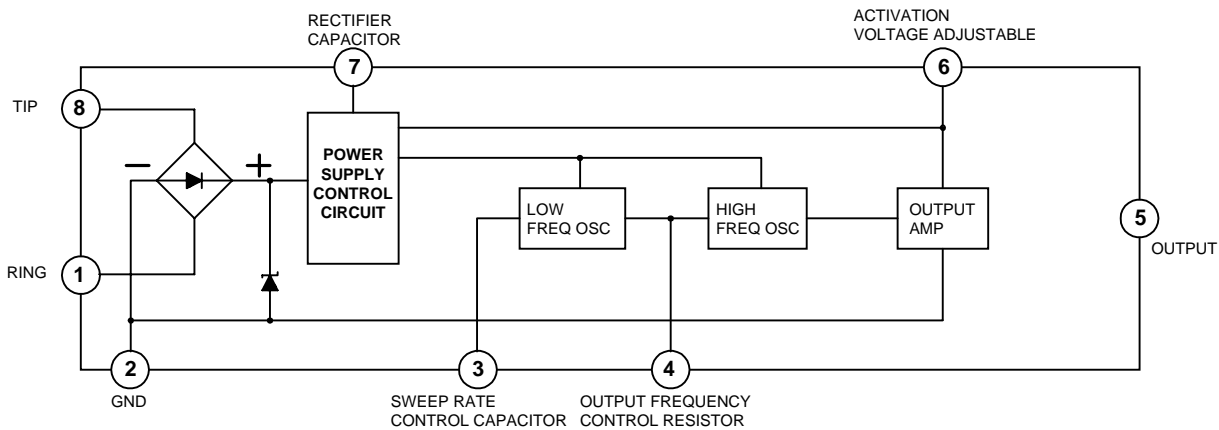 RECTIFIER
CAPACITOR
7
ACTIVATION
VOLTAGE ADJUSTABLE
6
TIP
8
− +
POWER
SUPPLY
CONTROL
CIRCUIT
LOW
FREQ OSC
HIGH
FREQ OSC
OUTPUT
AMP
5
OUTPUT
RING
1
2
GND
3
SWEEP RATE
CONTROL CAPACITOR
4
OUTPUT FREQUENCY
CONTROL RESISTOR